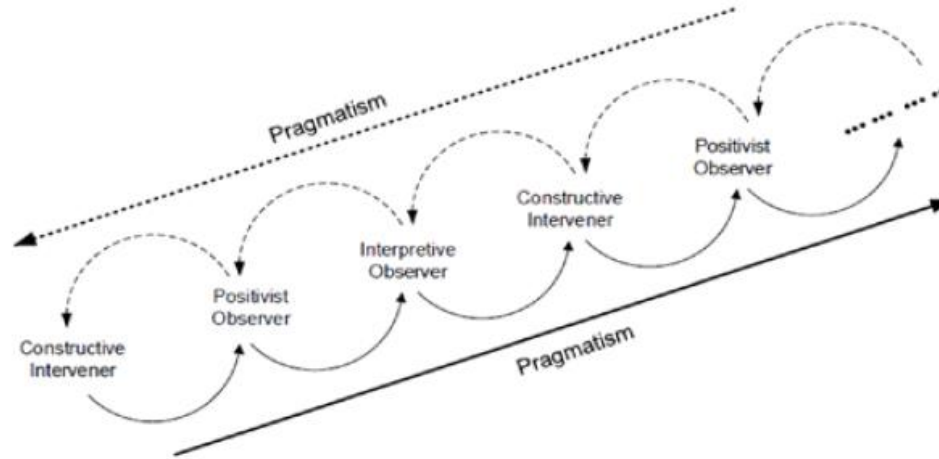 Pragmatism
Positivist
Observer
Constructive
Intervener
Interpretive
Observer
Positivist
Observer
Constructive
Intervener
Pragmatism